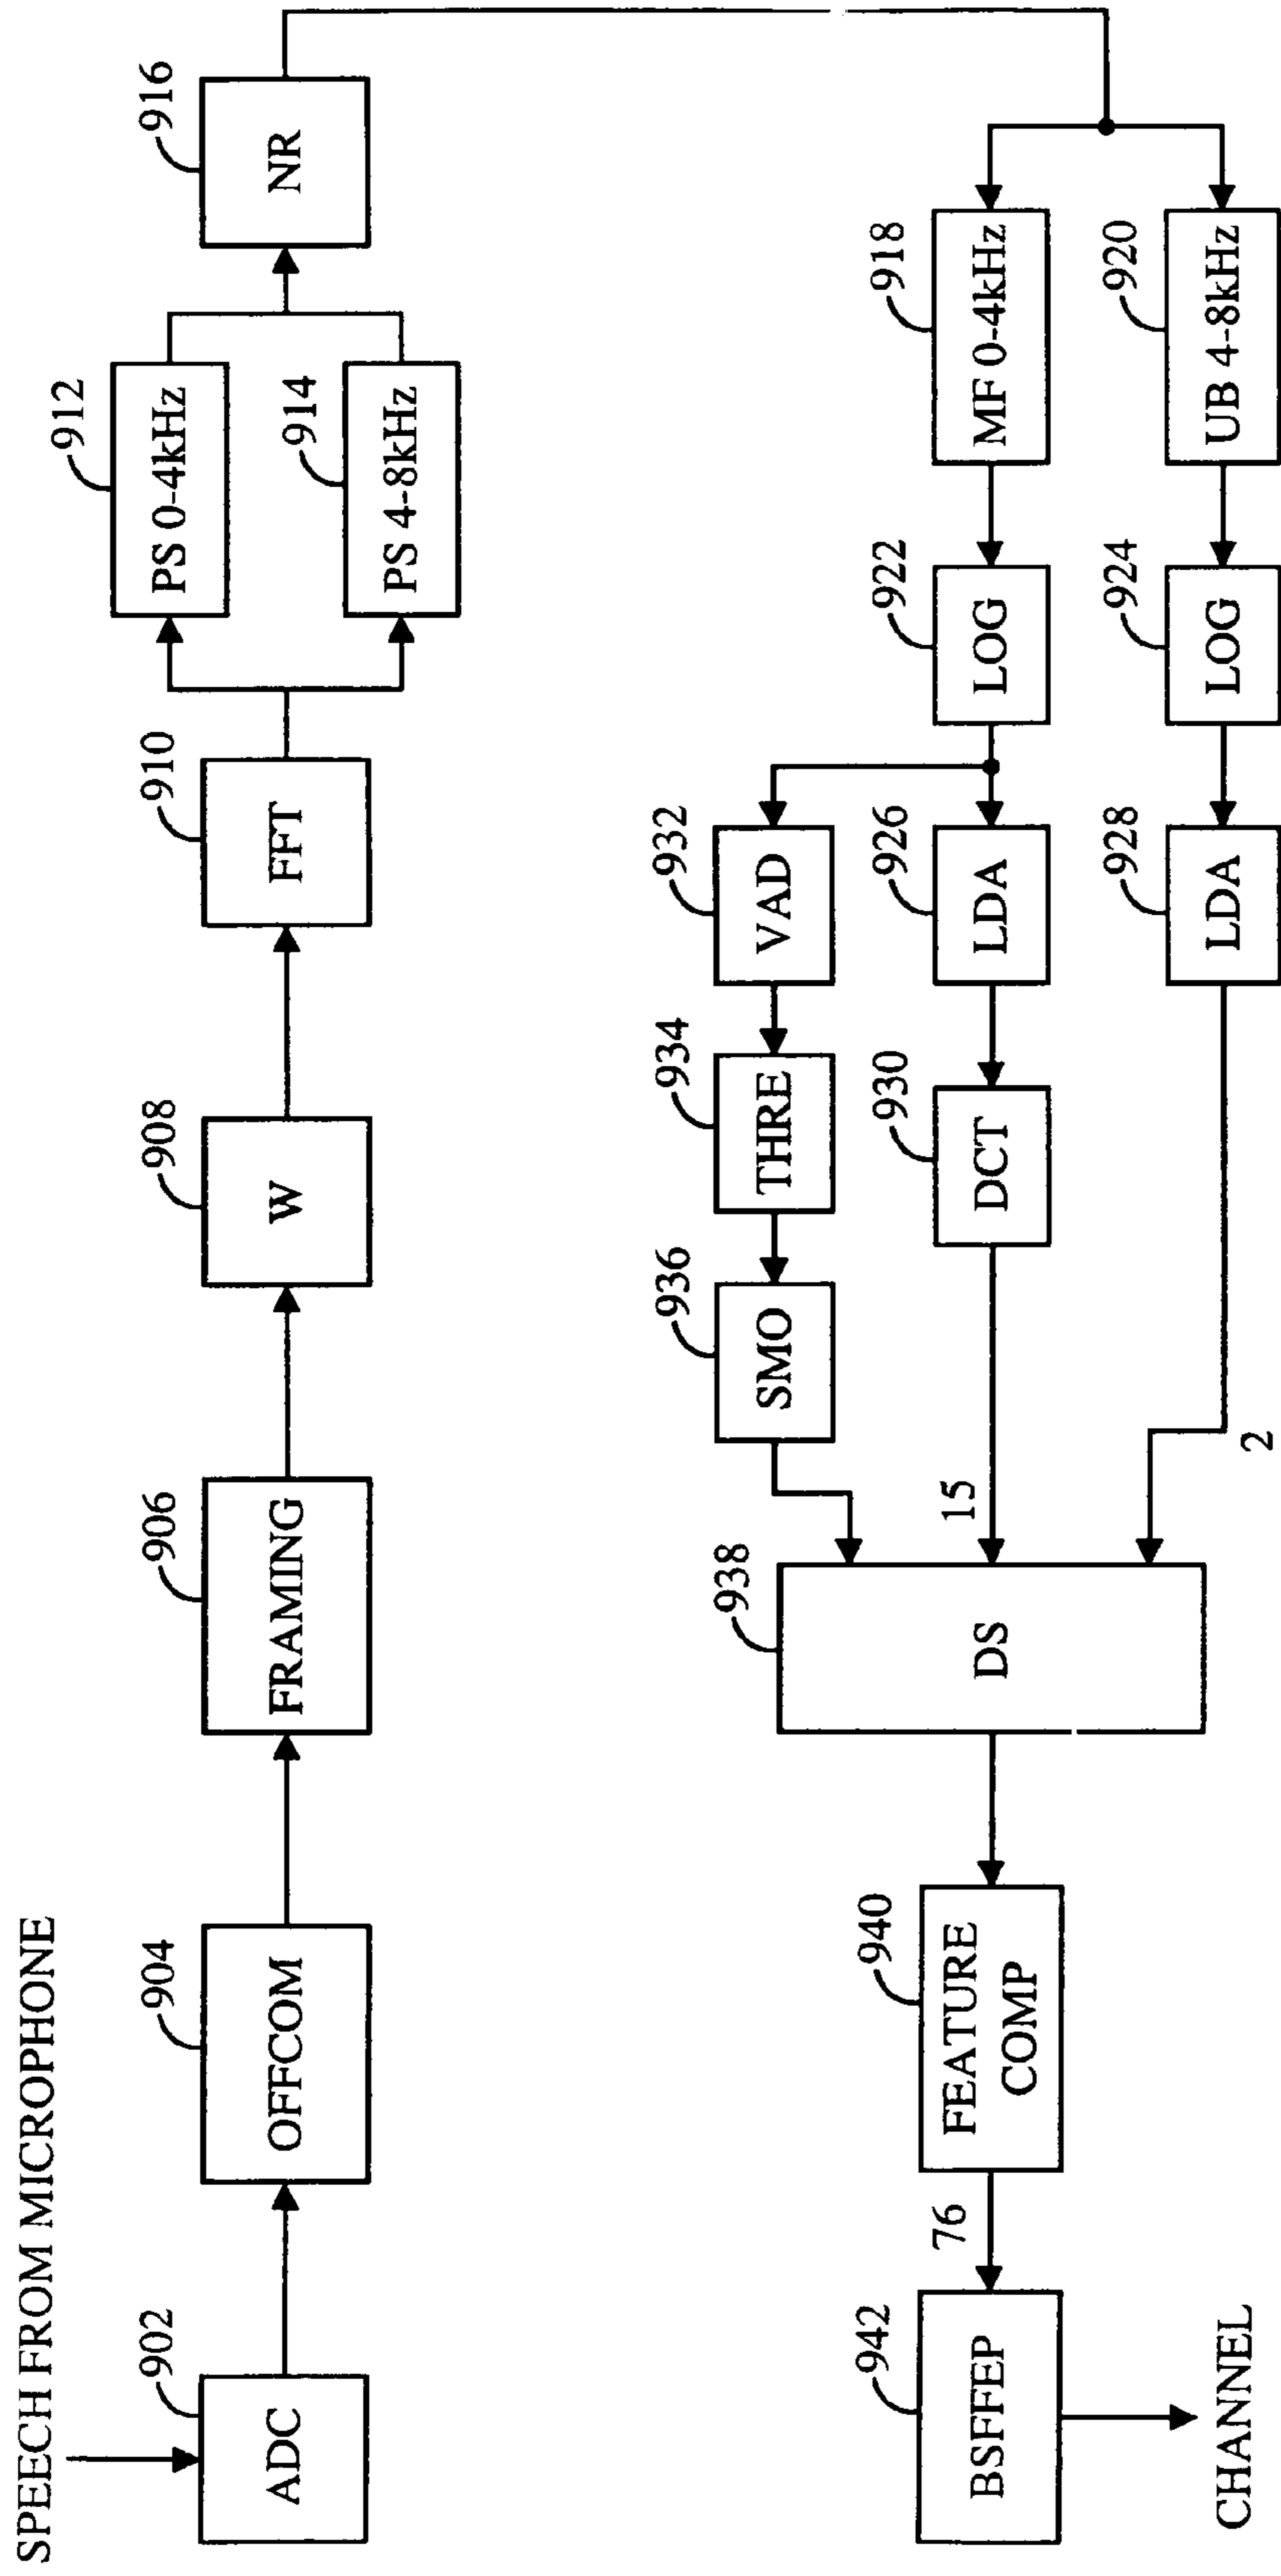 SPEECH FROM MICROPHONE
902
ADC
904
OFFCOM
906
FRAMING
908
W
910
FFT
912
PS 0-4kHz
914
PS 4-8kHz
916
NR
918
MF 0-4kHz
920
UB 4-8kHz
922
LOG
924
LOG
932
VAD
926
LDA
928
LDA
934
THRE
930
DCT
936
SMO
15
2
938
DS
940
FEATURE
COMP
76
942
BSFFEP
CHANNEL